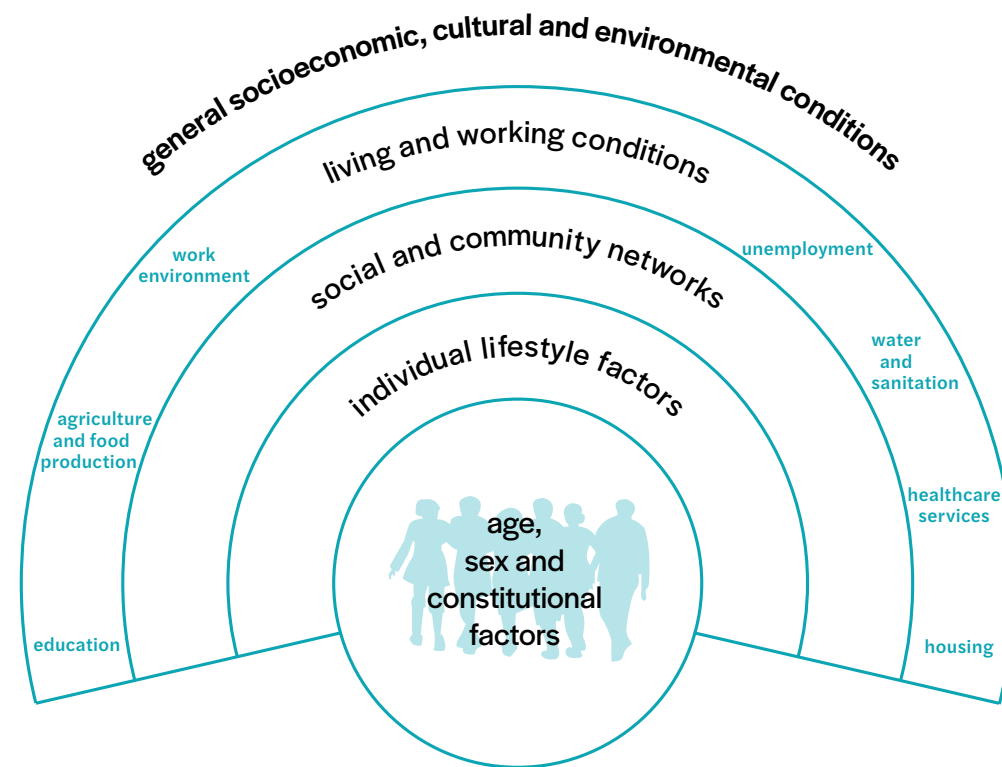 general socioeconomic, cultural and environmental conditions
living and working conditions
social and community networks
individual lifestyle factors
age,
sex and
constitutional
factors
education
agriculture
and food
production
work
environment
unemployment
water
and
sanitation
healthcare
services
housing